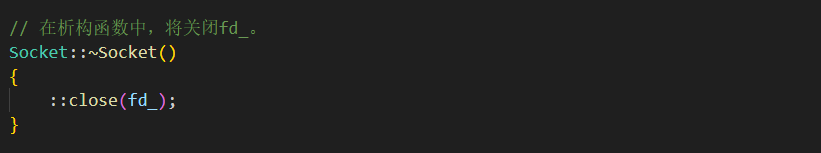 // 在析构函数中，将关闭fd_。
Socket::~Socket()
{
    ::close(fd_);
}